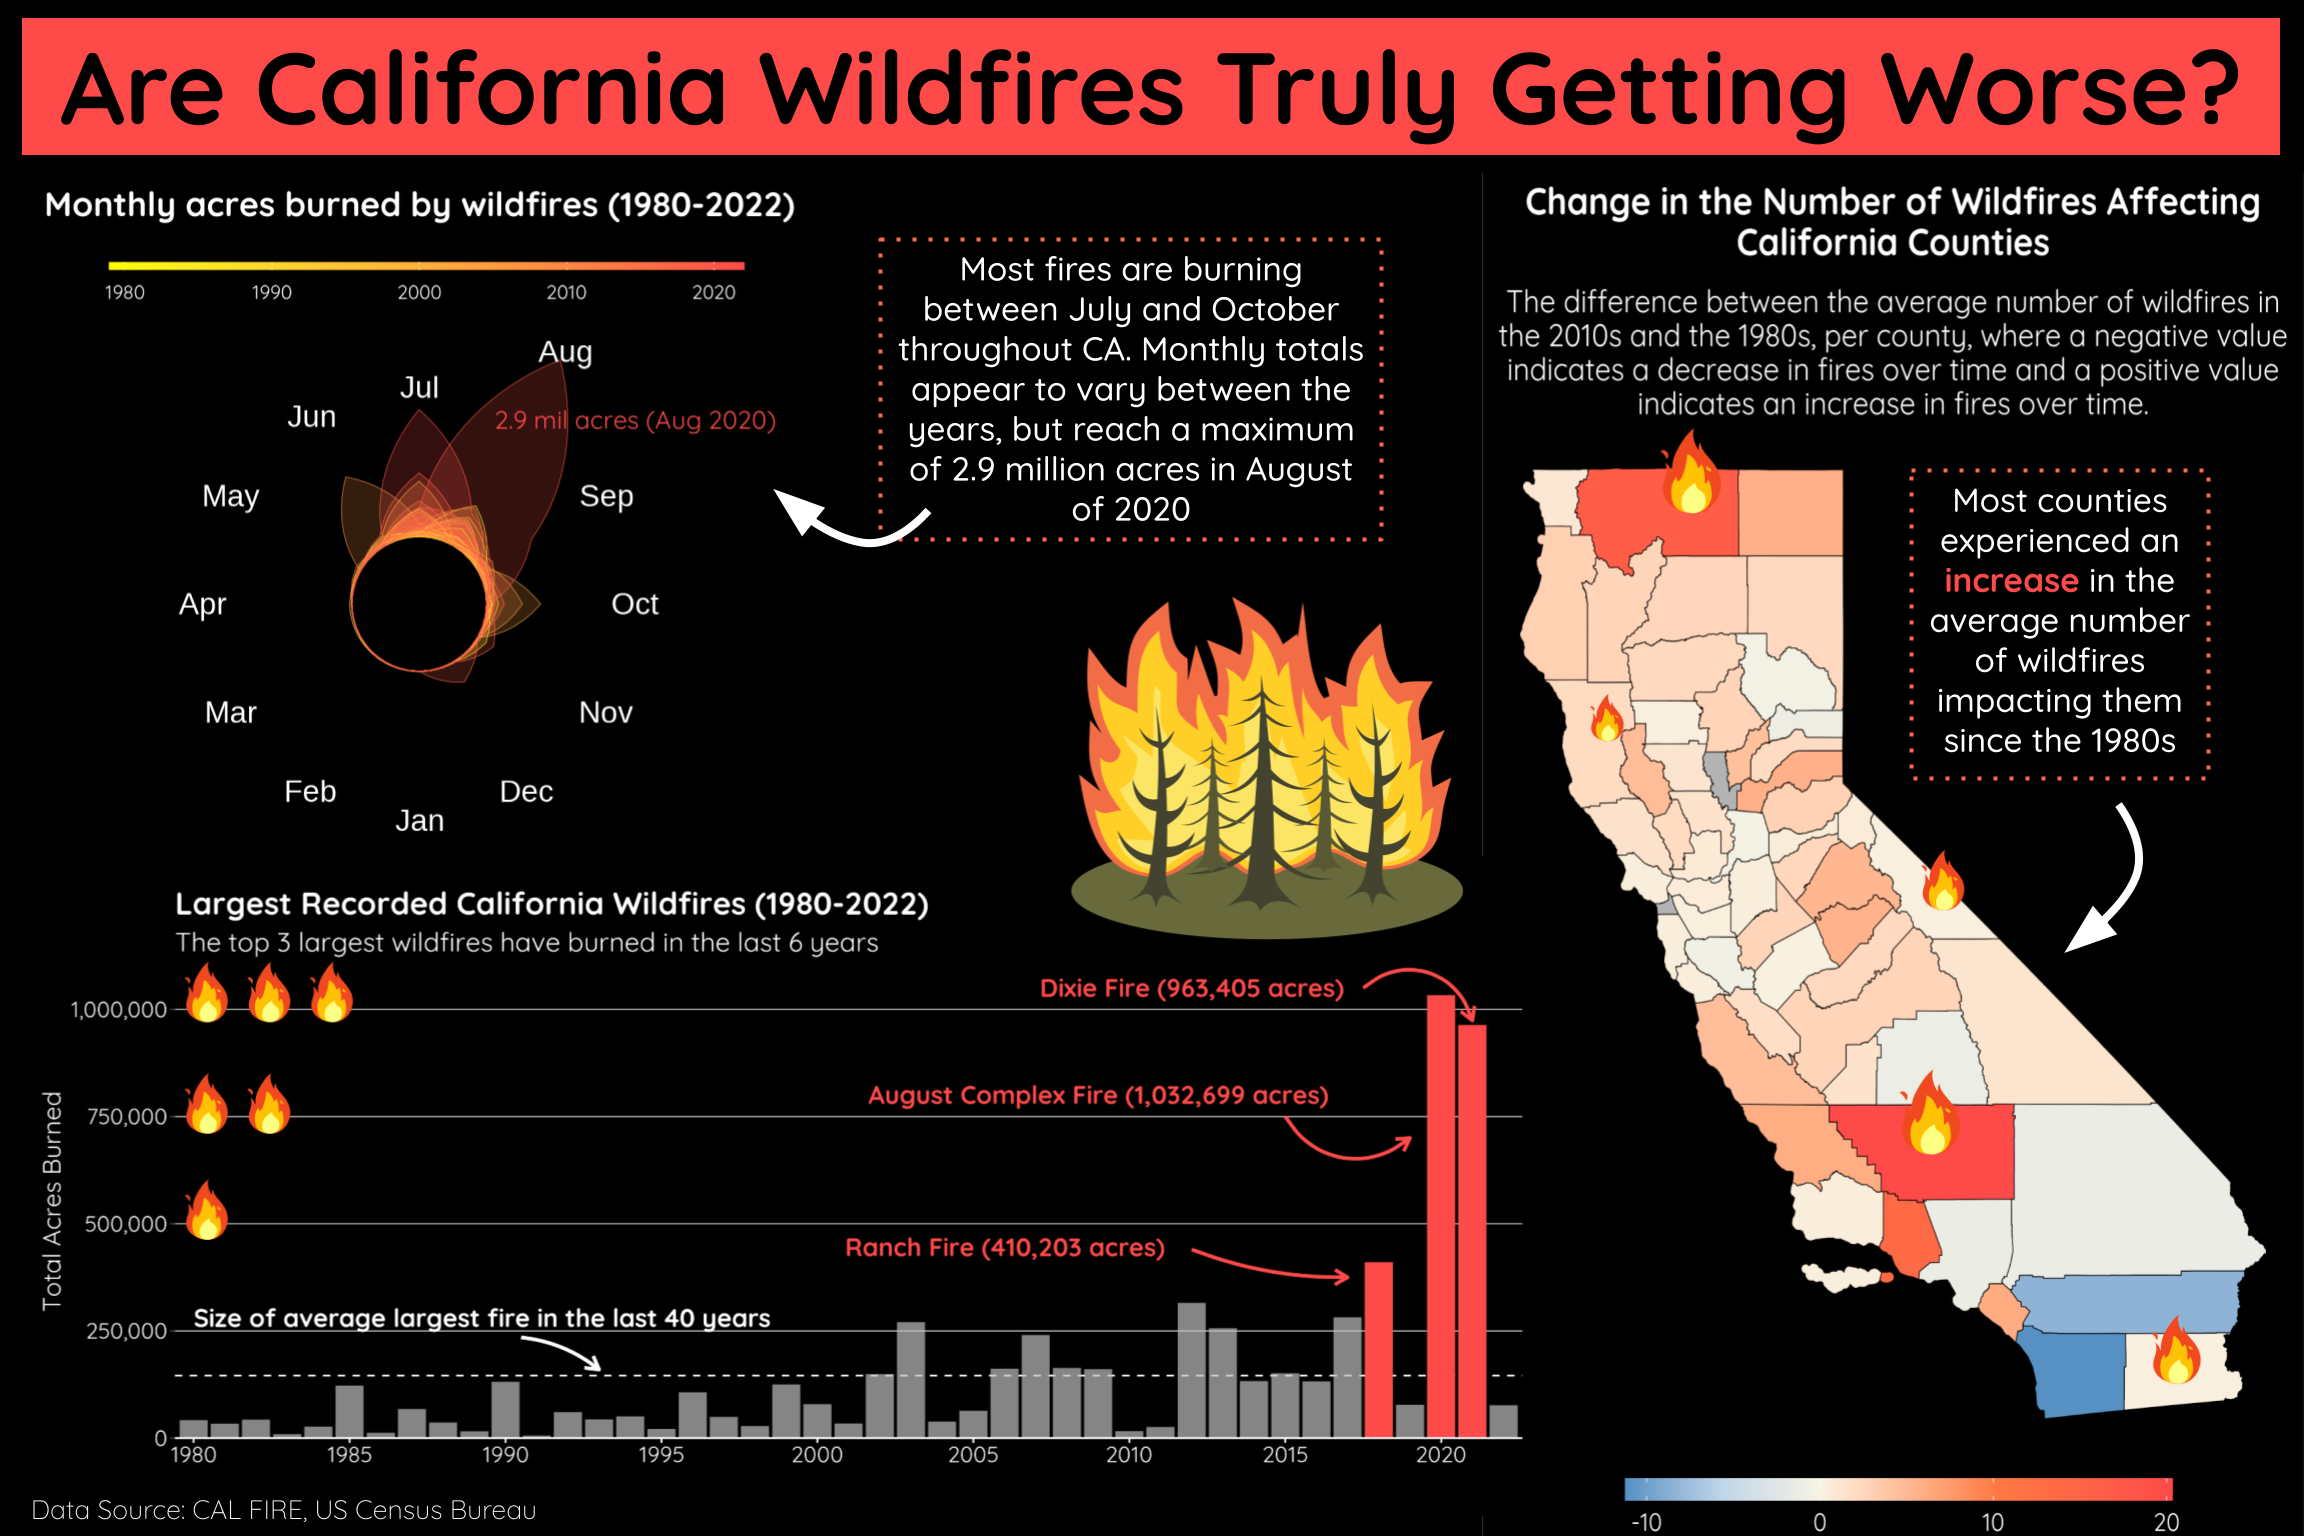 Are California Wildfires Truly Getting Worse?
Monthly acres burned by wildfires (1980-2022)
1980 1990 2000 2010 2020
Aug
Jul
Jun
2.9 mil acres (Aug 2020)
May
Sep
Apr
Oct
Mar
Nov
Feb
Dec
Jan
Most fires are burning
between July and October
throughout CA. Monthly totals
appear to vary between the
years, but reach a maximum
of 2.9 million acres in August
of 2020
Largest Recorded California Wildfires (1980-2022)
The top 3 largest wildfires have burned in the last 6 years
Total Acres Burned
1,000,000
750,000
500,000
250,000
0
Dixie Fire (963,405 acres)
August Complex Fire (1,032,699 acres)
Ranch Fire (410,203 acres)
Size of average largest fire in the last 40 years
1980 1985 1990 1995 2000 2005 2010 2015 2020
Data Source: CAL FIRE, US Census Bureau
Change in the Number of Wildfires Affecting
California Counties
The difference between the average number of wildfires in
the 2010s and the 1980s, per county, where a negative value
indicates a decrease in fires over time and a positive value
indicates an increase in fires over time.
Most counties
experienced an
increase in the
average number
of wildfires
impacting them
since the 1980s
-10 0 10 20